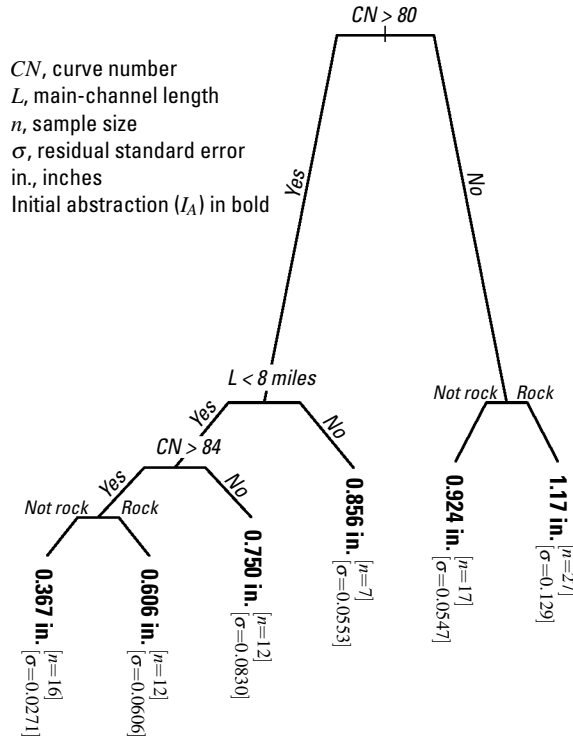 CN > 80
CN, curve number
L, main-channel length
n, sample size
σ, residual standard error
in., inches
Initial abstraction (I_A) in bold
Yes
No
L < 8 miles
Not rock
Rock
Yes
No
CN > 84
Yes
No
Not rock
Rock
0.367 in.
[n=16]
[σ=0.0271]
0.606 in.
[n=12]
[σ=0.0606]
0.750 in.
[n=12]
[σ=0.0830]
0.856 in.
[n=7]
[σ=0.0553]
0.924 in.
[n=17]
[σ=0.0547]
1.17 in.
[n=27]
[σ=0.129]